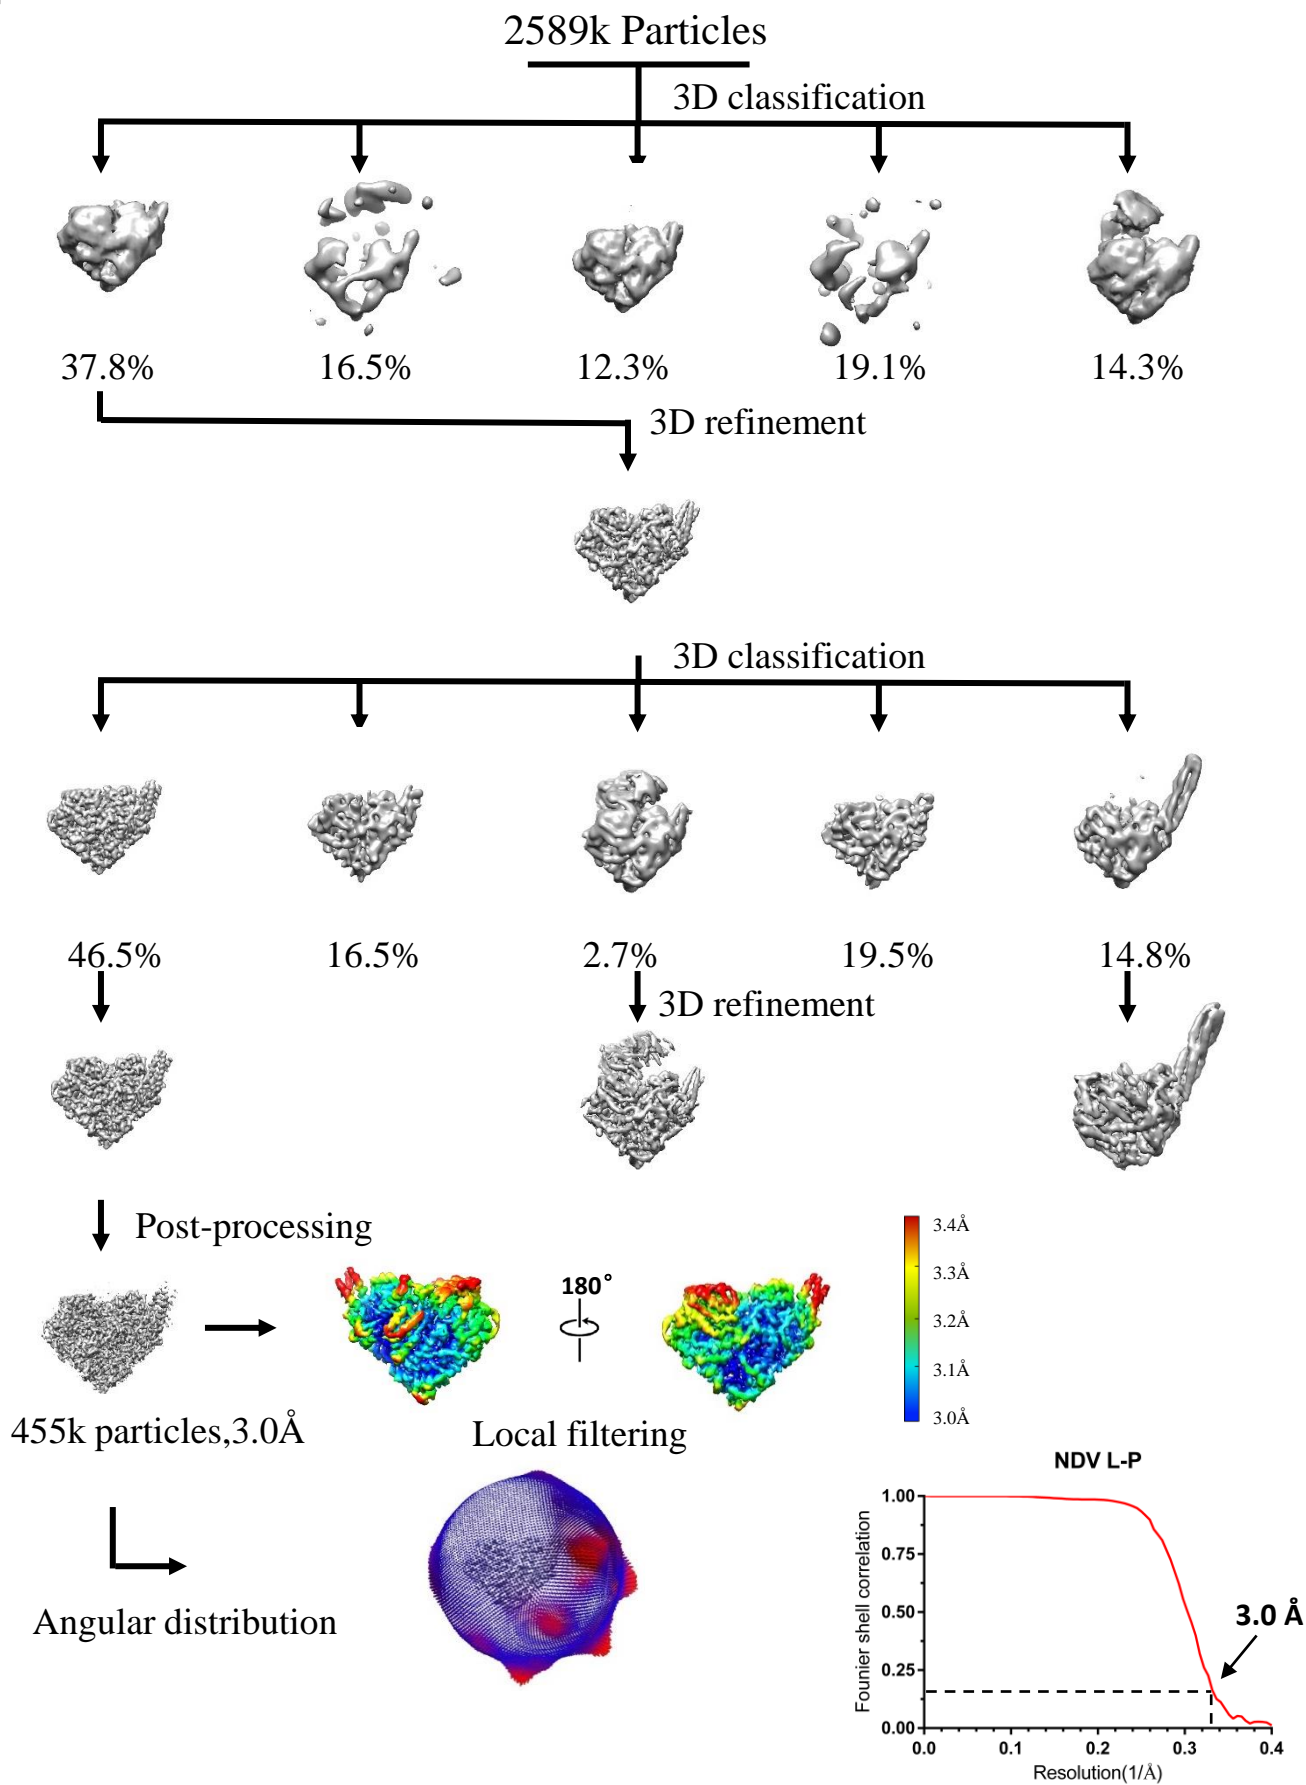 2589k Particles
3D classification
37.8%
16.5%
12.3%
19.1%
14.3%
3D refinement
3D classification
46.5%
16.5%
2.7%
19.5%
14.8%
3D refinement
Post-processing
180°
3.4Å
3.3Å
3.2Å
3.1Å
3.0Å
455k particles,3.0Å
Local filtering
Angular distribution
NDV L-P
Founier shell correlation
1.00
0.75
0.50
0.25
0.00
3.0 Å
0.0
0.1
0.2
0.3
0.4
Resolution(1/Å)